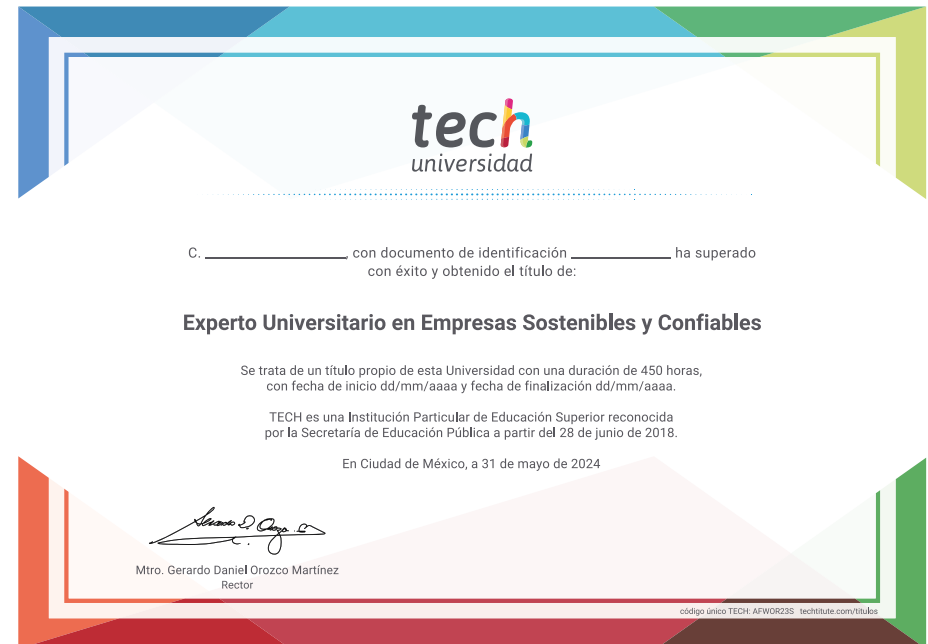 tech
universidad
C. ____________, con documento de identificación ____________ ha superado
con éxito y obtenido el título de:
Experto Universitario en Empresas Sostenibles y Confiables
Se trata de un título propio de esta Universidad con una duración de 450 horas,
con fecha de inicio dd/mm/aaaa y fecha de finalización dd/mm/aaaa.
TECH es una Institución Particular de Educación Superior reconocida
por la Secretaría de Educación Pública a partir del 28 de junio de 2018.
En Ciudad de México, a 31 de mayo de 2024
Mtro. Gerardo Daniel Orozco Martínez
Rector
código único TECH: AFWOR23S techtitute.com/titulos